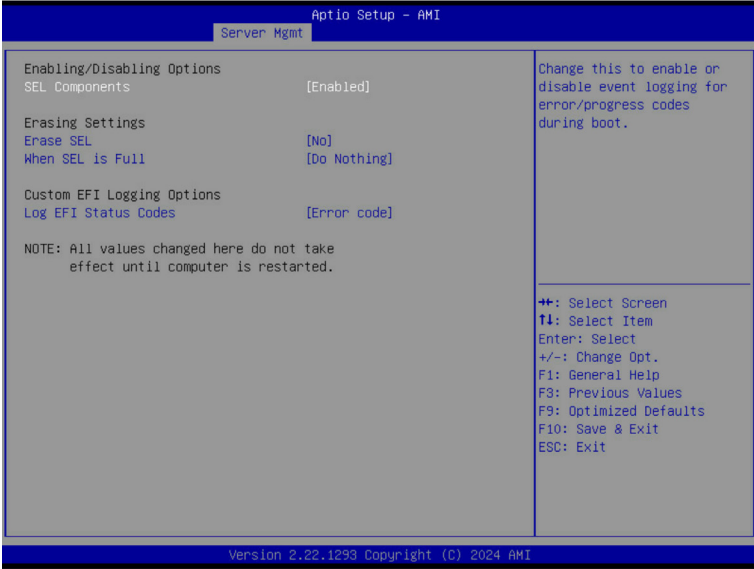 Aptio Setup – AMI
Server Mgmt
Enabling/Disabling Options
SEL Components [Enabled]
Erasing Settings
Erase SEL [No]
When SEL is Full [Do Nothing]
Custom EFI Logging Options
Log EFI Status Codes [Error code]
NOTE: All values changed here do not take
effect until computer is restarted.
Change this to enable or
disable event logging for
error/progress codes
during boot.
→←: Select Screen
↑↓: Select Item
Enter: Select
+/-: Change Opt.
F1: General Help
F3: Previous Values
F9: Optimized Defaults
F10: Save & Exit
ESC: Exit
Version 2.22.1293 Copyright (C) 2024 AMI